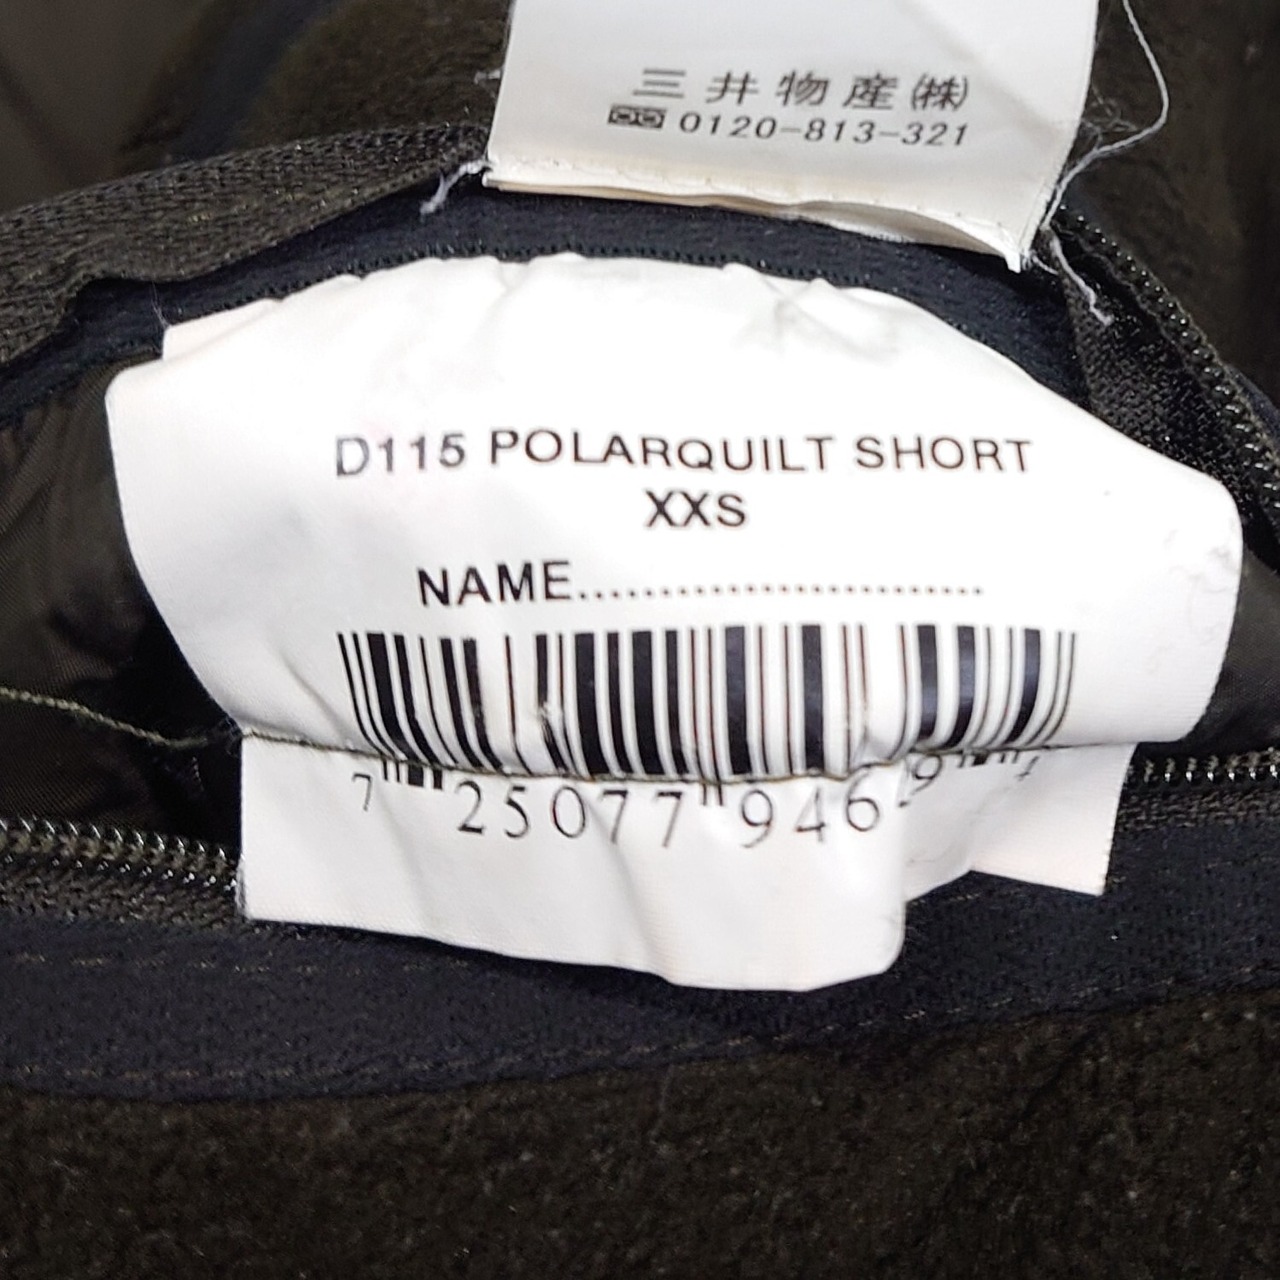 三井物産㈱
0120-813-321
D115 POLARQUILT SHORT
XXS
NAME.........................
7 25077 946